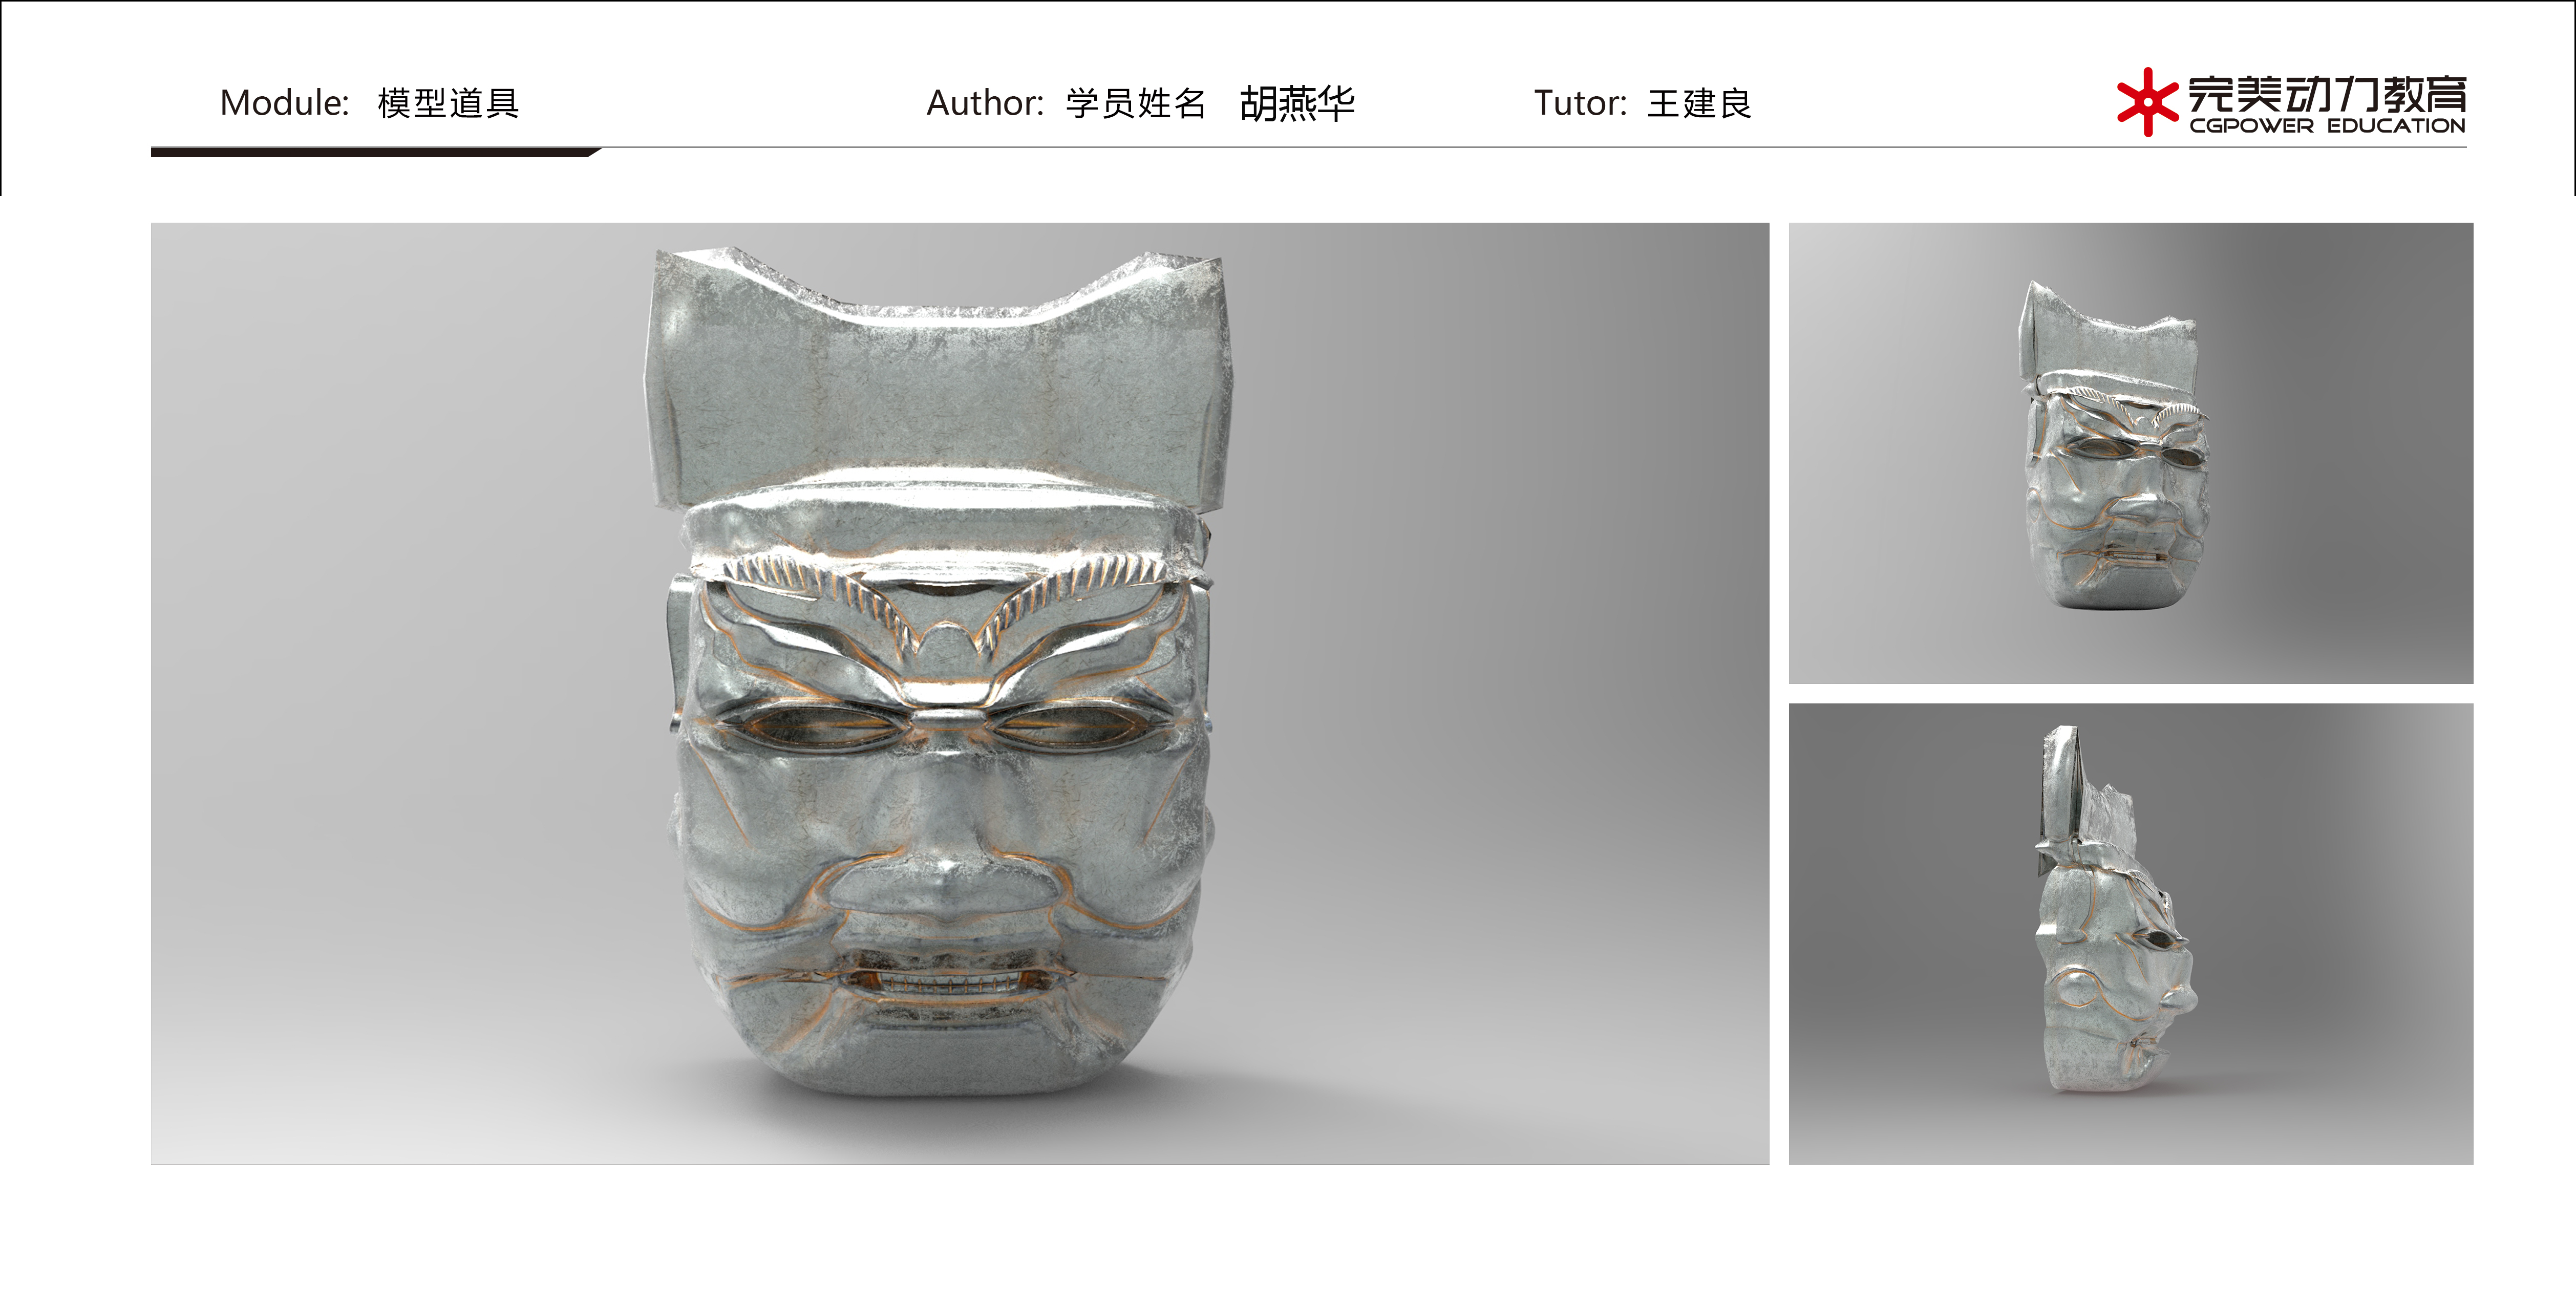 Module: 模型道具
Author: 学员姓名 胡燕华
Tutor: 王建良
完美动力教育
CGPOWER EDUCATION